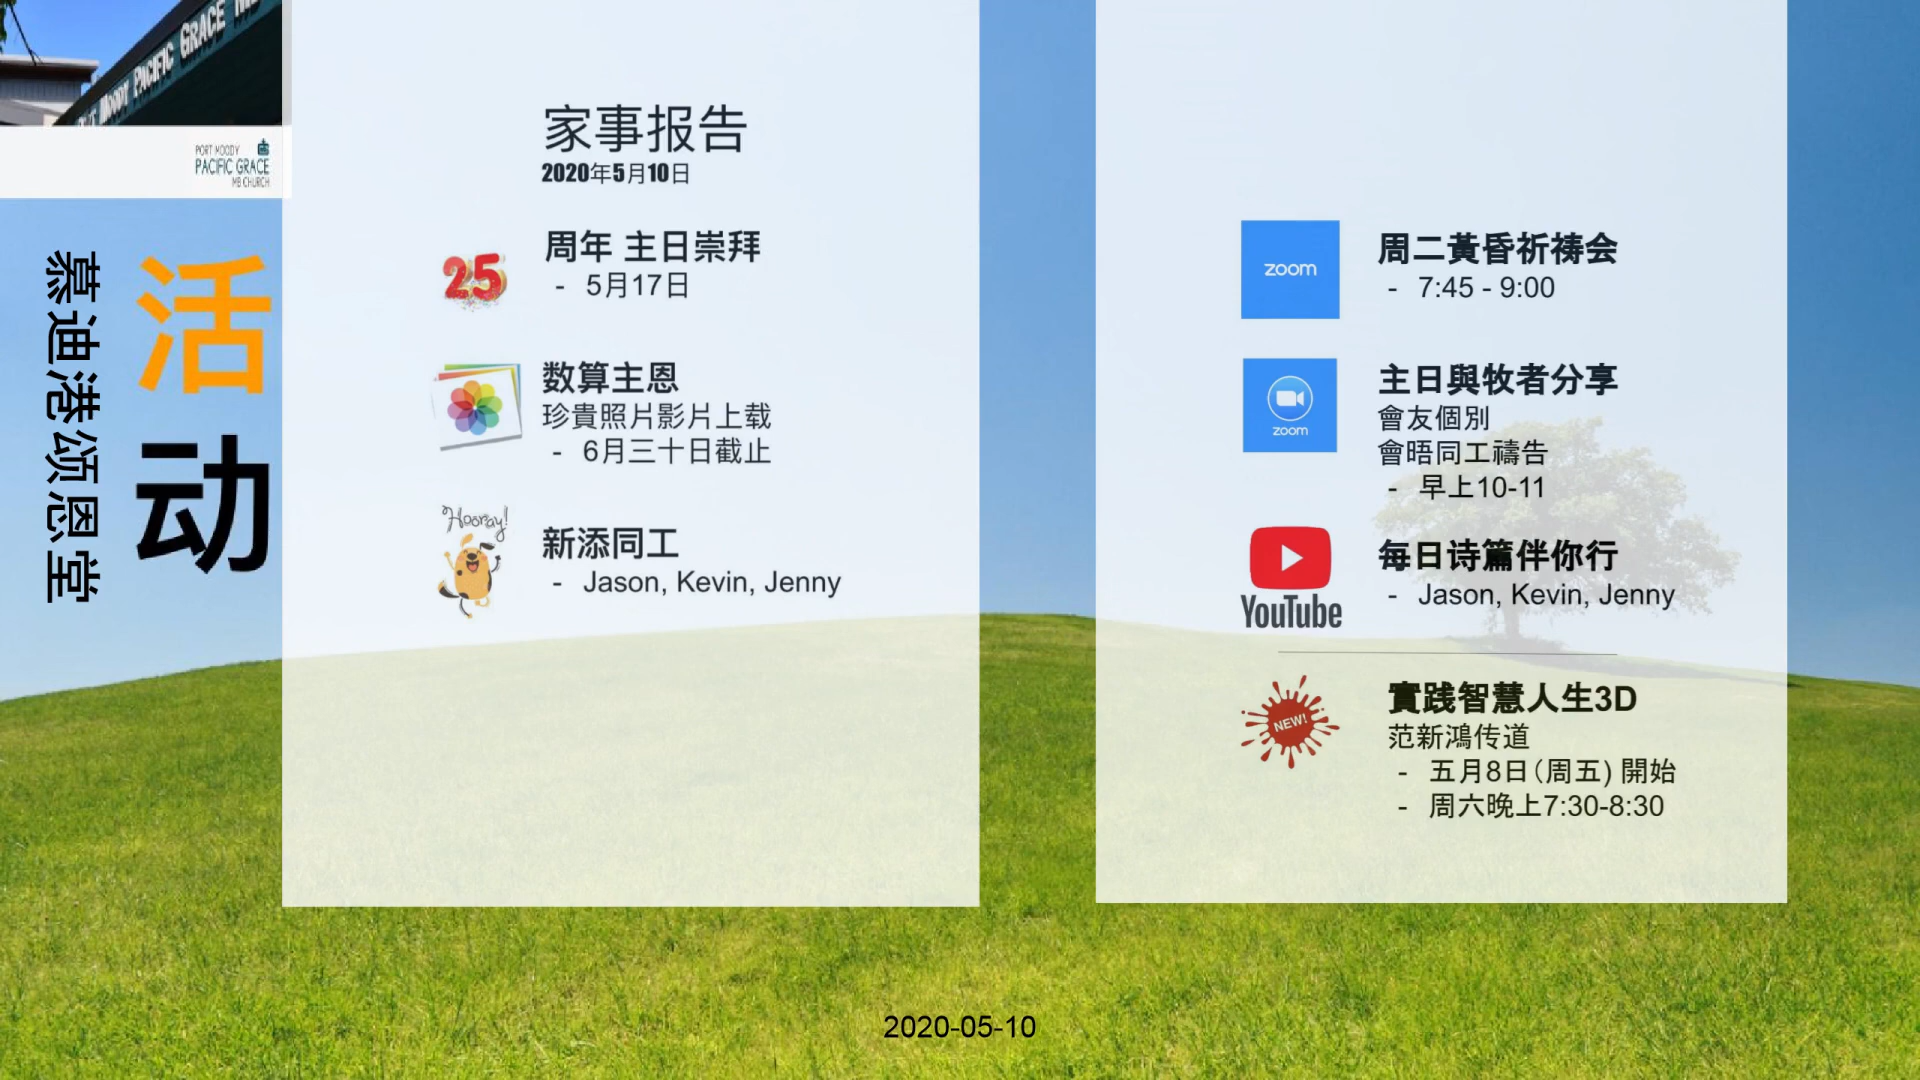 MOODY PACIFIC GRACE
PORT MOODY
PACIFIC GRACE
MB CHURCH
慕迪港颂恩堂
活动
家事报告
2020年5月10日
25
周年 主日崇拜
- 5月17日
数算主恩
珍貴照片影片上载
- 6月三十日截止
Hooray!
新添同工
- Jason, Kevin, Jenny
zoom
周二黃昏祈祷会
- 7:45 - 9:00
zoom
主日與牧者分享
會友個別
會晤同工禱告
- 早上10-11
YouTube
每日诗篇伴你行
- Jason, Kevin, Jenny
NEW!
實践智慧人生3D
范新鴻传道
- 五月8日（周五) 開始
- 周六晚上7:30-8:30
2020-05-10